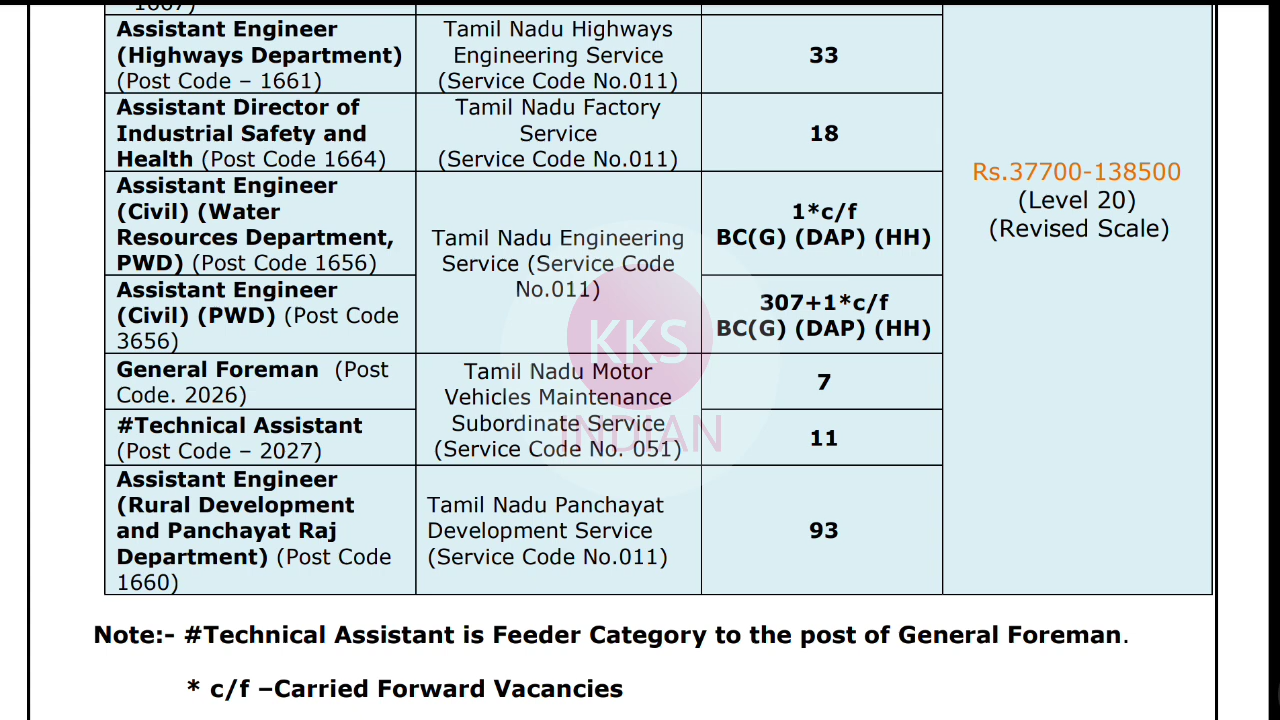 1667)
Assistant Engineer
(Highways Department)
(Post Code – 1661)
Tamil Nadu Highways
Engineering Service
(Service Code No.011)
33
Assistant Director of
Industrial Safety and
Health (Post Code 1664)
Tamil Nadu Factory
Service
(Service Code No.011)
18
Rs.37700-138500
(Level 20)
(Revised Scale)
Assistant Engineer
(Civil) (Water
Resources Department,
PWD) (Post Code 1656)
Tamil Nadu Engineering
Service (Service Code
No.011)
1*c/f
BC(G) (DAP) (HH)
Assistant Engineer
(Civil) (PWD) (Post Code
3656)
307+1*c/f
BC(G) (DAP) (HH)
General Foreman (Post
Code. 2026)
Tamil Nadu Motor
Vehicles Maintenance
Subordinate Service
(Service Code No. 051)
7
#Technical Assistant
(Post Code – 2027)
11
Assistant Engineer
(Rural Development
and Panchayat Raj
Department) (Post Code
1660)
Tamil Nadu Panchayat
Development Service
(Service Code No.011)
93
KKS
INDIAN
Note:- #Technical Assistant is Feeder Category to the post of General Foreman.
* c/f –Carried Forward Vacancies